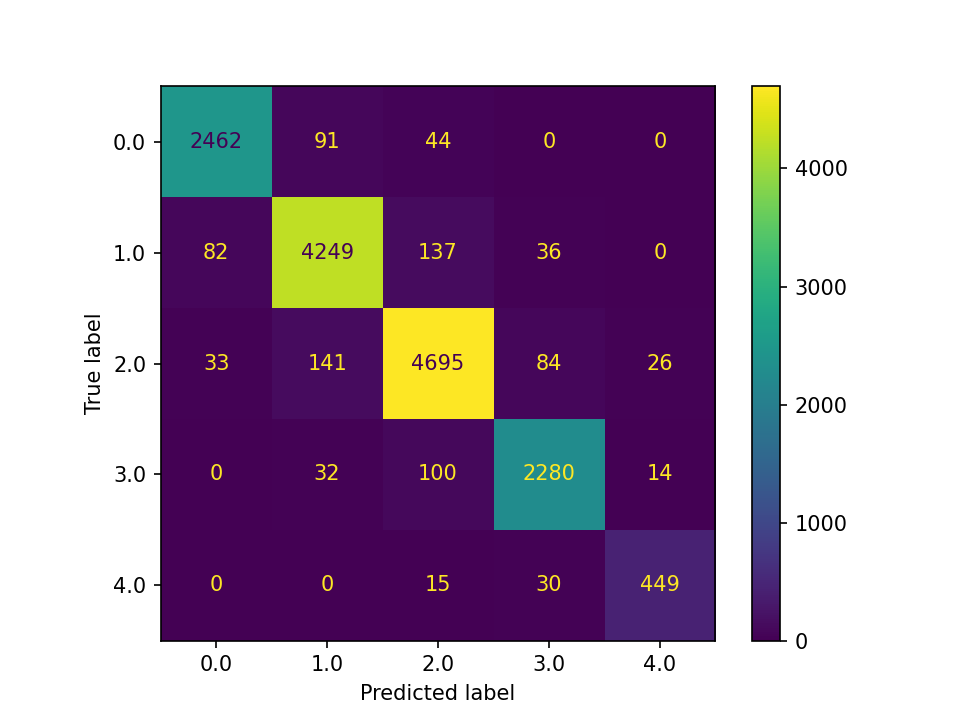 0.0 2462 91 44 0 0
1.0 82 4249 137 36 0
2.0 33 141 4695 84 26
3.0 0 32 100 2280 14
4.0 0 0 15 30 449
0.0 1.0 2.0 3.0 4.0
Predicted label
True label
4000
3000
2000
1000
0